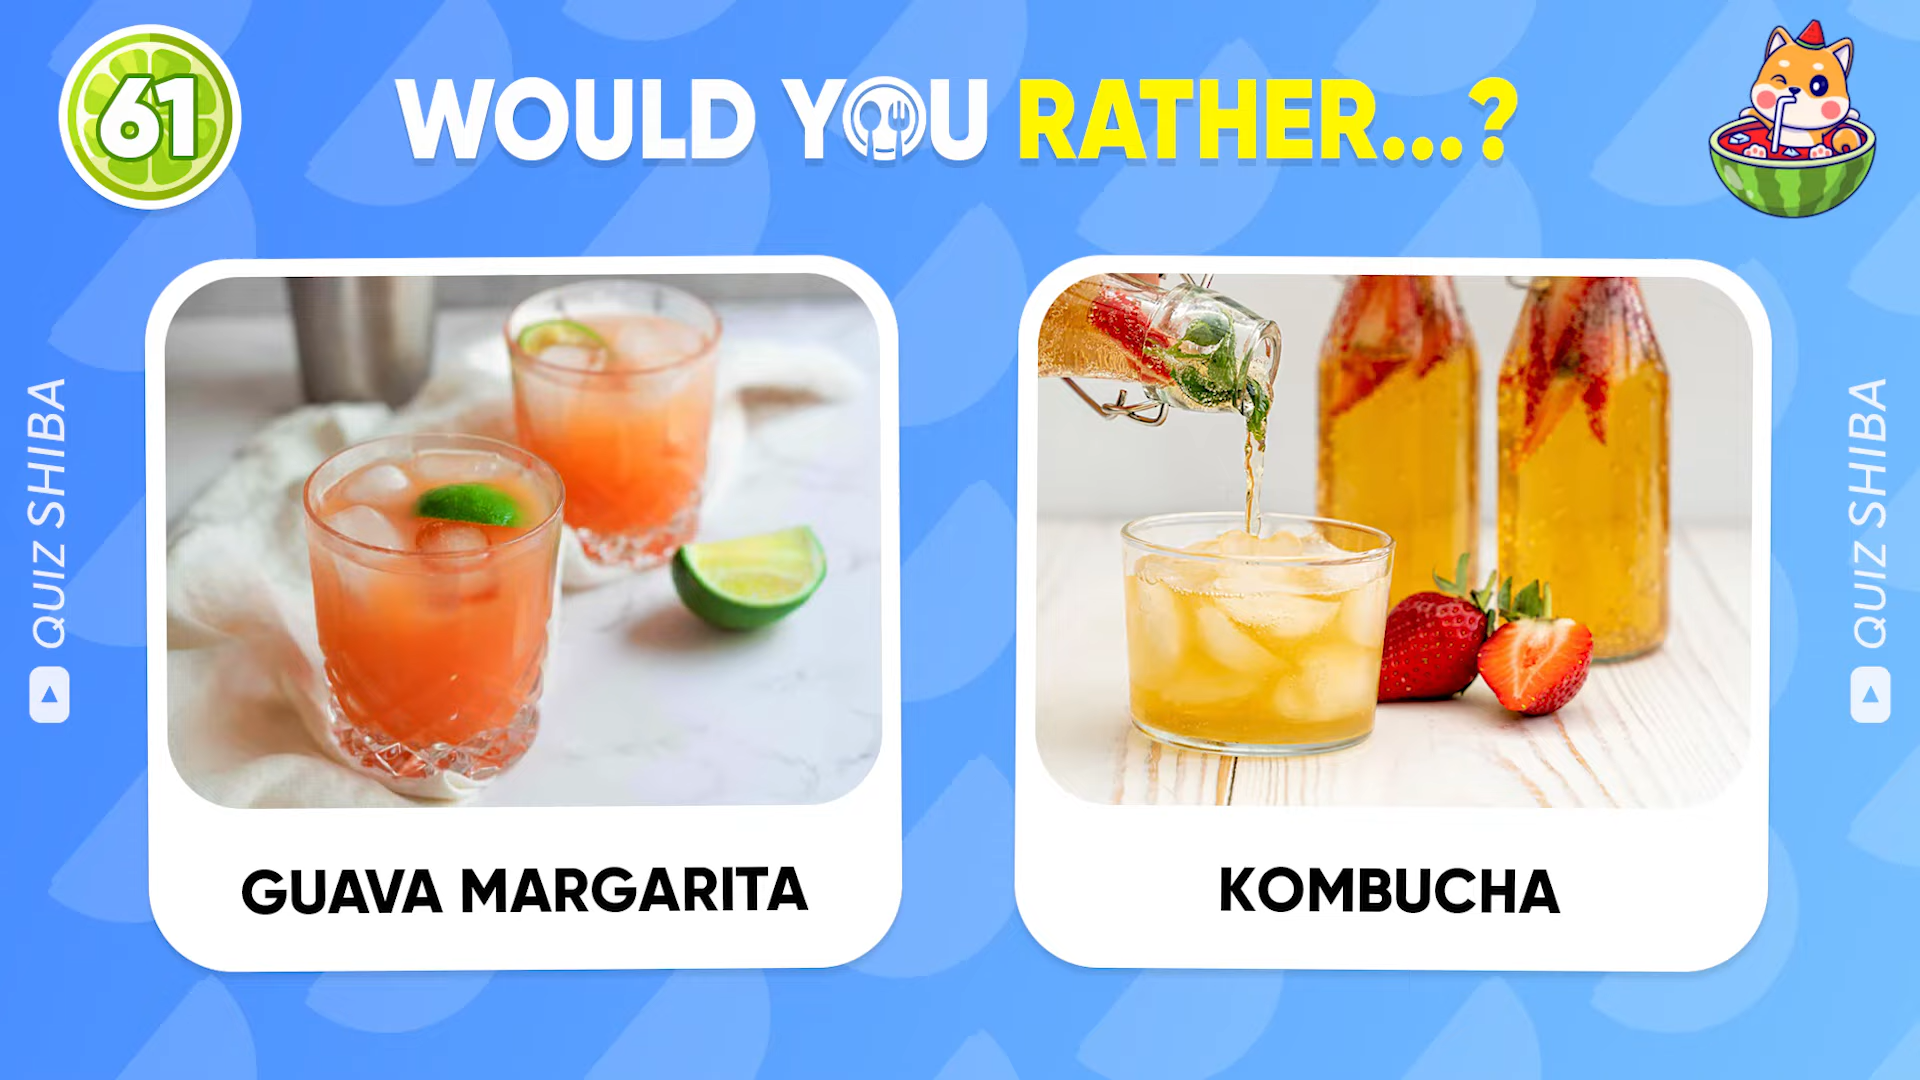 61
WOULD YOU RATHER...?
QUIZ SHIBA
QUIZ SHIBA
GUAVA MARGARITA
KOMBUCHA